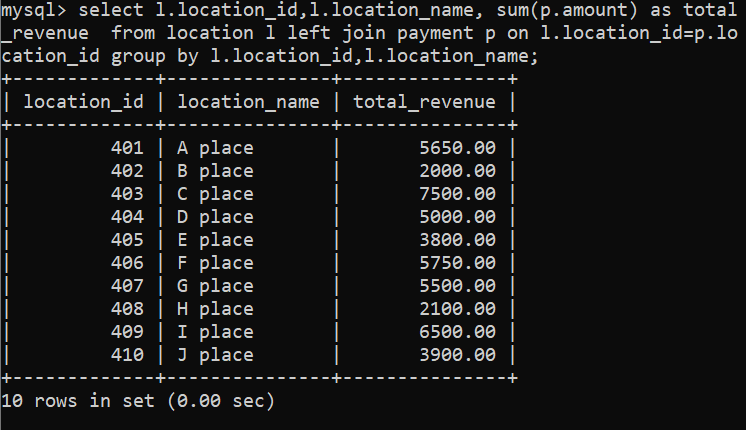 mysql> select l.location_id,l.location_name, sum(p.amount) as total
_revenue  from location l left join payment p on l.location_id=p.lo
cation_id group by l.location_id,l.location_name;
+-------------+---------------+---------------+
| location_id | location_name | total_revenue |
+-------------+---------------+---------------+
|         401 | A place       |       5650.00 |
|         402 | B place       |       2000.00 |
|         403 | C place       |       7500.00 |
|         404 | D place       |       5000.00 |
|         405 | E place       |       3800.00 |
|         406 | F place       |       5750.00 |
|         407 | G place       |       5500.00 |
|         408 | H place       |       2100.00 |
|         409 | I place       |       6500.00 |
|         410 | J place       |       3900.00 |
+-------------+---------------+---------------+
10 rows in set (0.00 sec)